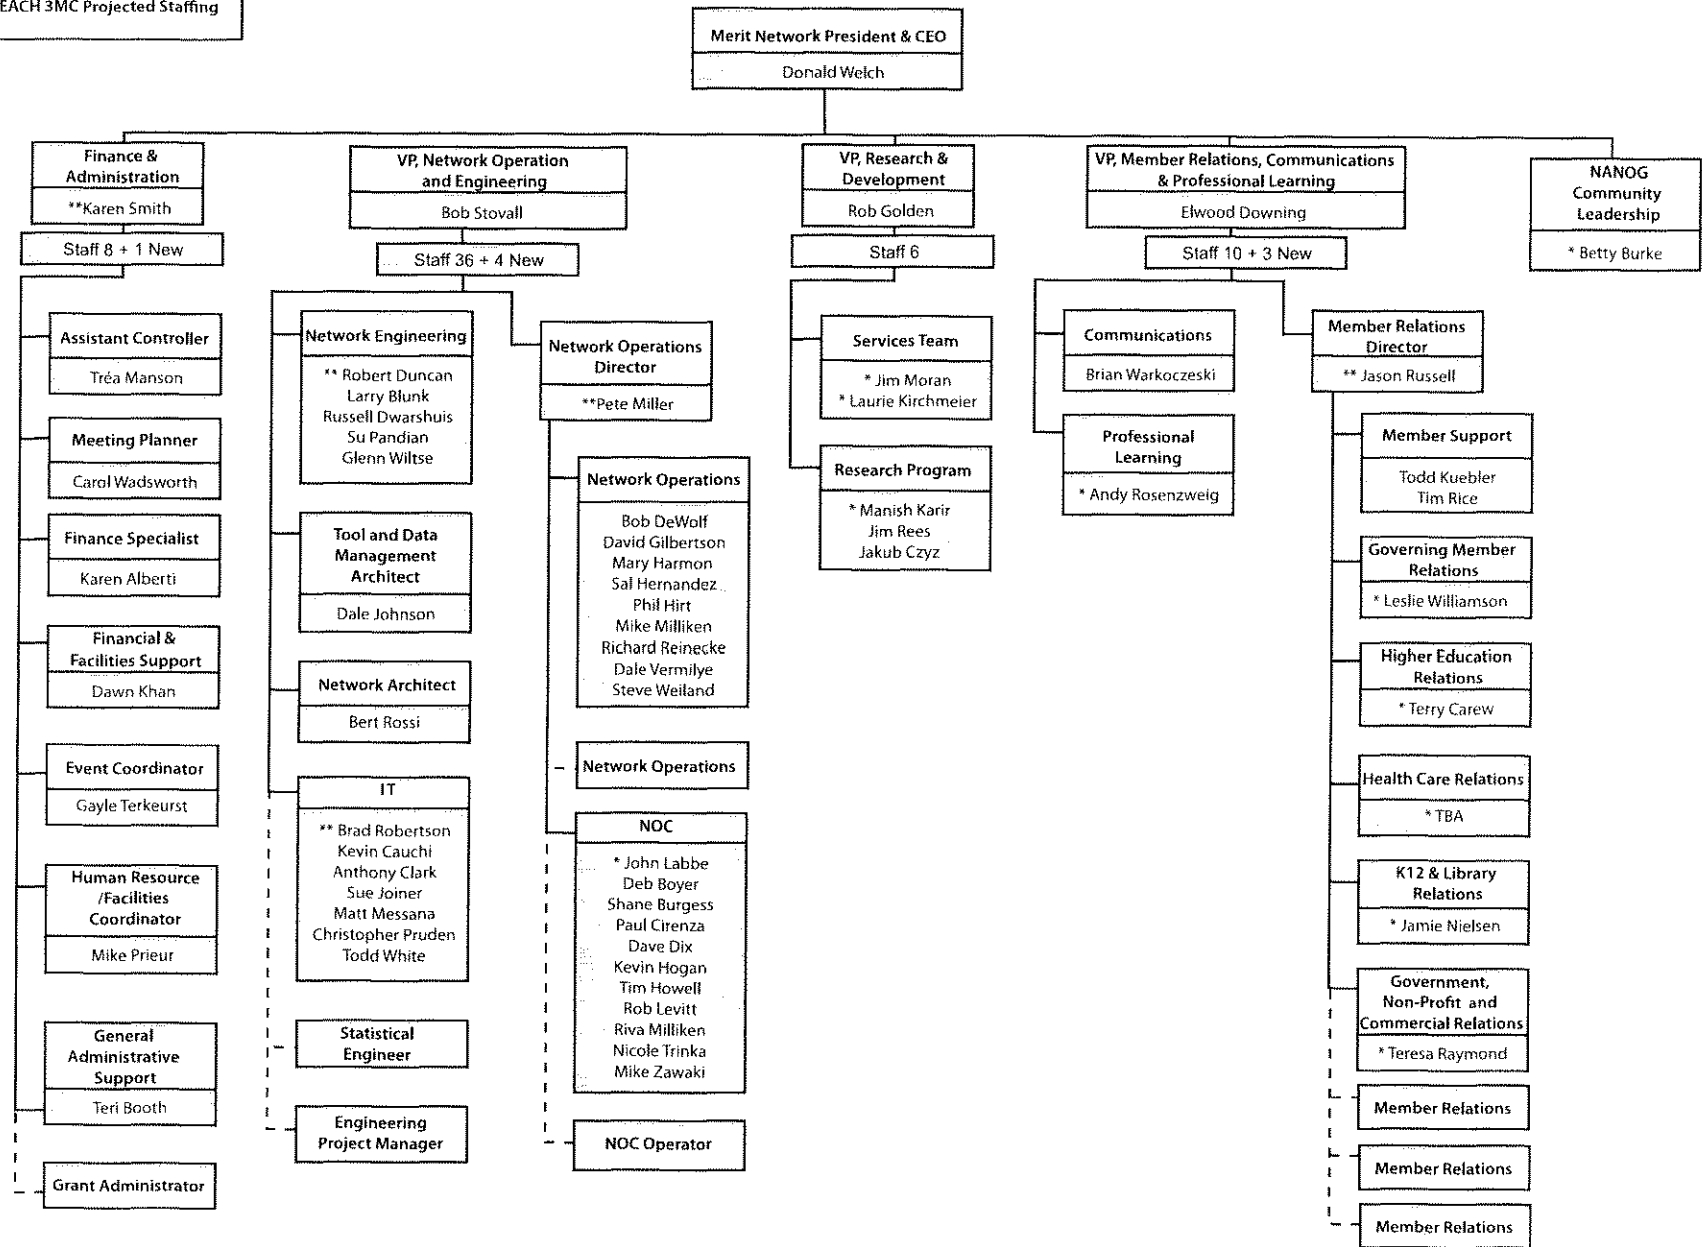 EACH 3MC Projected Staffing
Merit Network President & CEO
Donald Welch
Finance &
Administration
**Karen Smith
Staff 8 + 1 New
Assistant Controller
Tréa Manson
Meeting Planner
Carol Wadsworth
Finance Specialist
Karen Alberti
Financial &
Facilities Support
Dawn Khan
Event Coordinator
Gayle Terkeurst
Human Resource
/Facilities
Coordinator
Mike Prieur
General
Administrative
Support
Teri Booth
Grant Administrator
VP, Network Operation
and Engineering
Bob Stovall
Staff 36 + 4 New
Network Engineering
** Robert Duncan
Larry Blunk
Russell Dwarshuis
Su Pandian
Glenn Wiltse
Tool and Data
Management
Architect
Dale Johnson
Network Architect
Bert Rossi
IT
** Brad Robertson
Kevin Cauchi
Anthony Clark
Sue Joiner
Matt Messana
Christopher Pruden
Todd White
Statistical
Engineer
Engineering
Project Manager
Network Operations
Director
**Pete Miller
Network Operations
Bob DeWolf
David Gilbertson
Mary Harmon
Sal Hernandez
Phil Hirt
Mike Milliken
Richard Reinecke
Dale Vermilye
Steve Weiland
Network Operations
NOC
* John Labbe
Deb Boyer
Shane Burgess
Paul Cirenza
Dave Dix
Kevin Hogan
Tim Howell
Rob Levitt
Riva Milliken
Nicole Trinka
Mike Zawaki
NOC Operator
VP, Research &
Development
Rob Golden
Staff 6
Services Team
* Jim Moran
* Laurie Kirchmeier
Research Program
* Manish Karir
Jim Rees
Jakub Czyz
VP, Member Relations, Communications
& Professional Learning
Elwood Downing
Staff 10 + 3 New
Communications
Brian Warkoczeski
Professional
Learning
* Andy Rosenzweig
Member Relations
Director
** Jason Russell
Member Support
Todd Kuebler
Tim Rice
Governing Member
Relations
* Leslie Williamson
Higher Education
Relations
* Terry Carew
Health Care Relations
* TBA
K12 & Library
Relations
* Jamie Nielsen
Government,
Non-Profit and
Commercial Relations
* Teresa Raymond
Member Relations
Member Relations
Member Relations
NANOG
Community
Leadership
* Betty Burke